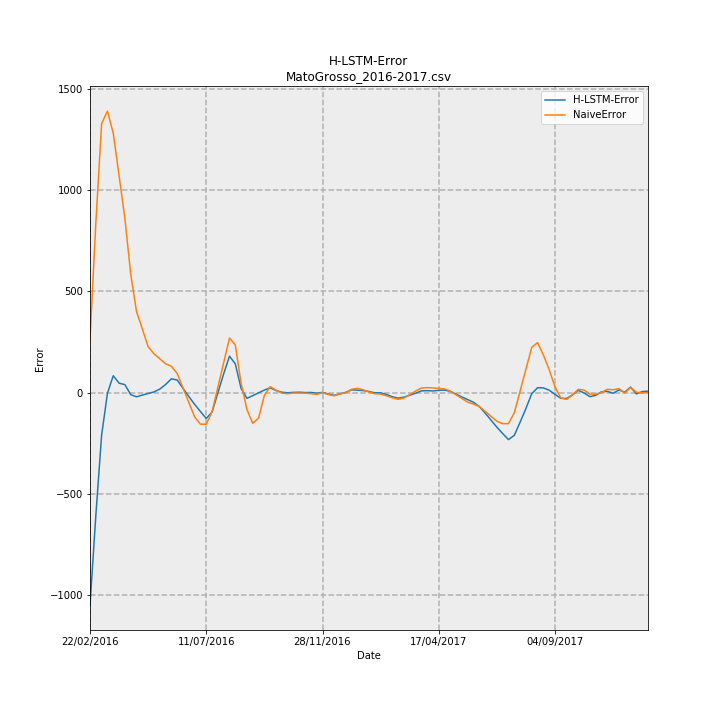 H-LSTM-Error
MatoGrosso_2016-2017.csv
1500
1000
500
0
−500
−1000
Error
H-LSTM-Error
NaiveError
22/02/2016
11/07/2016
28/11/2016
17/04/2017
04/09/2017
Date